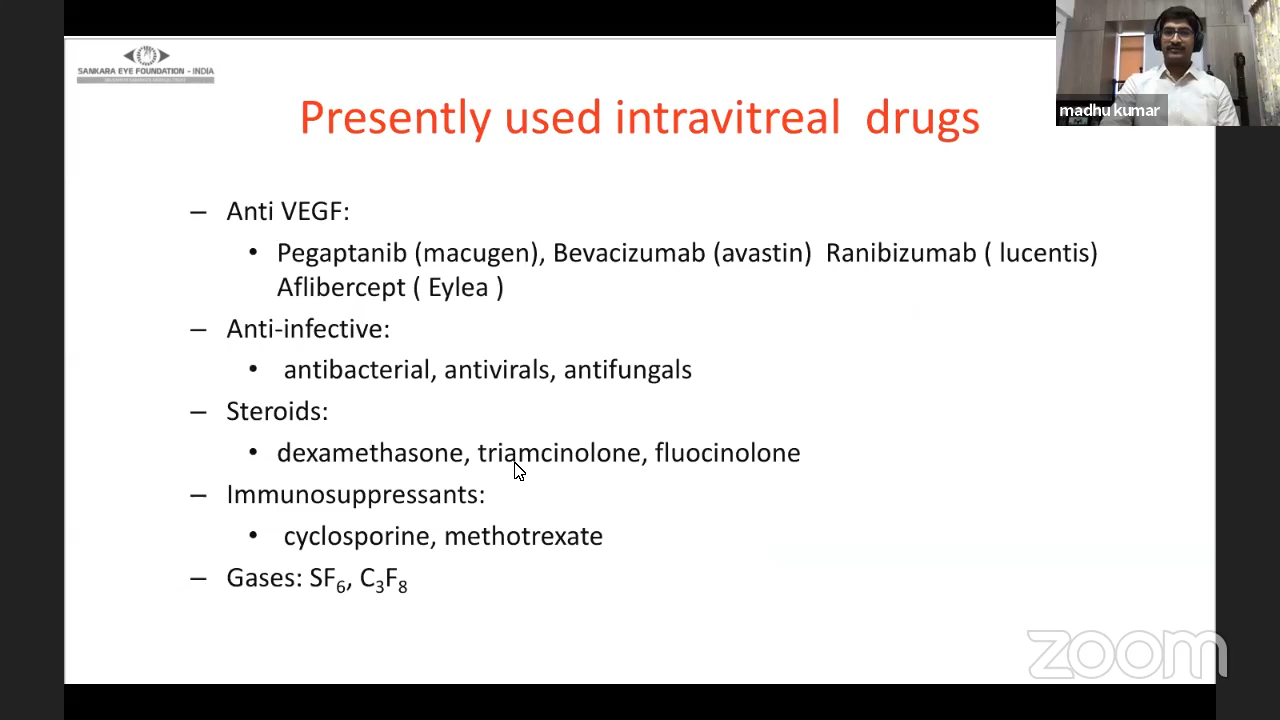 SANKARA EYE FOUNDATION - INDIA
Presently used intravitreal drugs
madhu kumar
– Anti VEGF:
• Pegaptanib (macugen), Bevacizumab (avastin) Ranibizumab ( lucentis)
Aflibercept ( Eylea )
– Anti-infective:
• antibacterial, antivirals, antifungals
– Steroids:
• dexamethasone, triamcinolone, fluocinolone
– Immunosuppressants:
• cyclosporine, methotrexate
– Gases: SF₆, C₃F₈
zoom